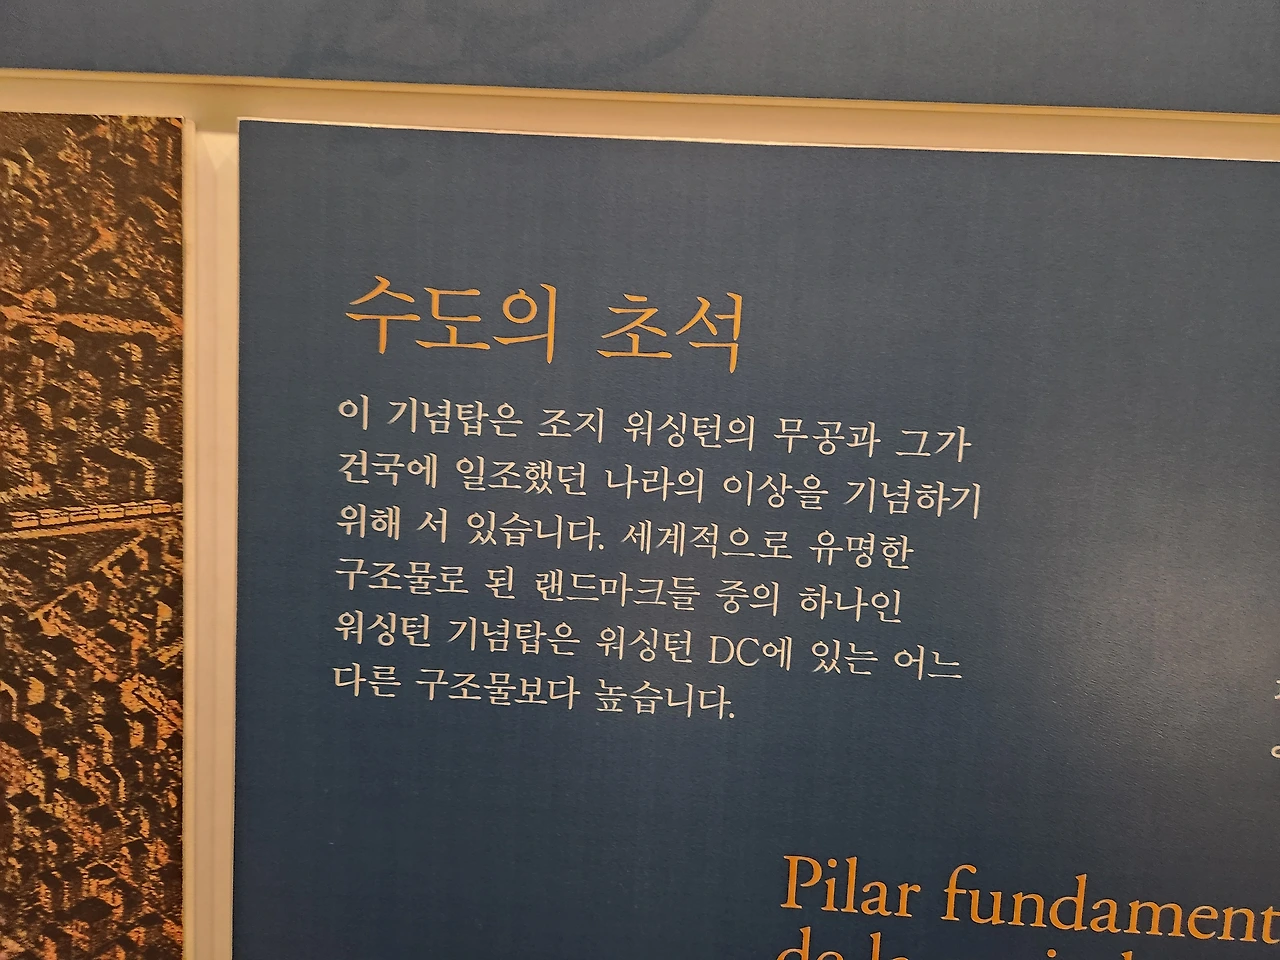 수도의 초석
이 기념탑은 조지 워싱턴의 무공과 그가
건국에 일조했던 나라의 이상을 기념하기
위해 서 있습니다. 세계적으로 유명한
구조물로 된 랜드마크들 중의 하나인
워싱턴 기념탑은 워싱턴 DC에 있는 어느
다른 구조물보다 높습니다.
Pilar fundament
de la